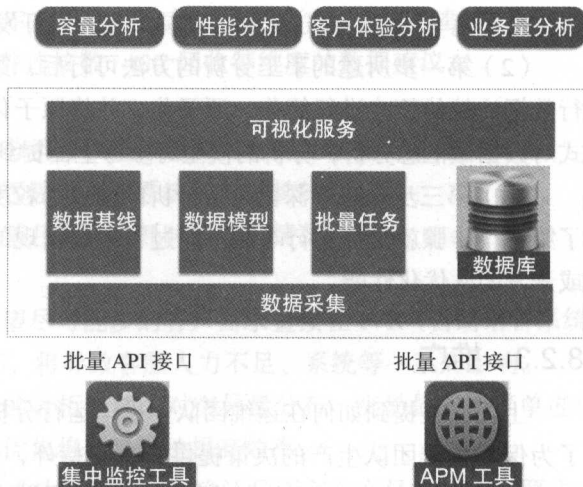 容量分析 性能分析 客户体验分析 业务量分析
可视化服务
数据基线 数据模型 批量任务 数据库
数据采集
批量 API 接口 批量 API 接口
集中监控工具 APM 工具